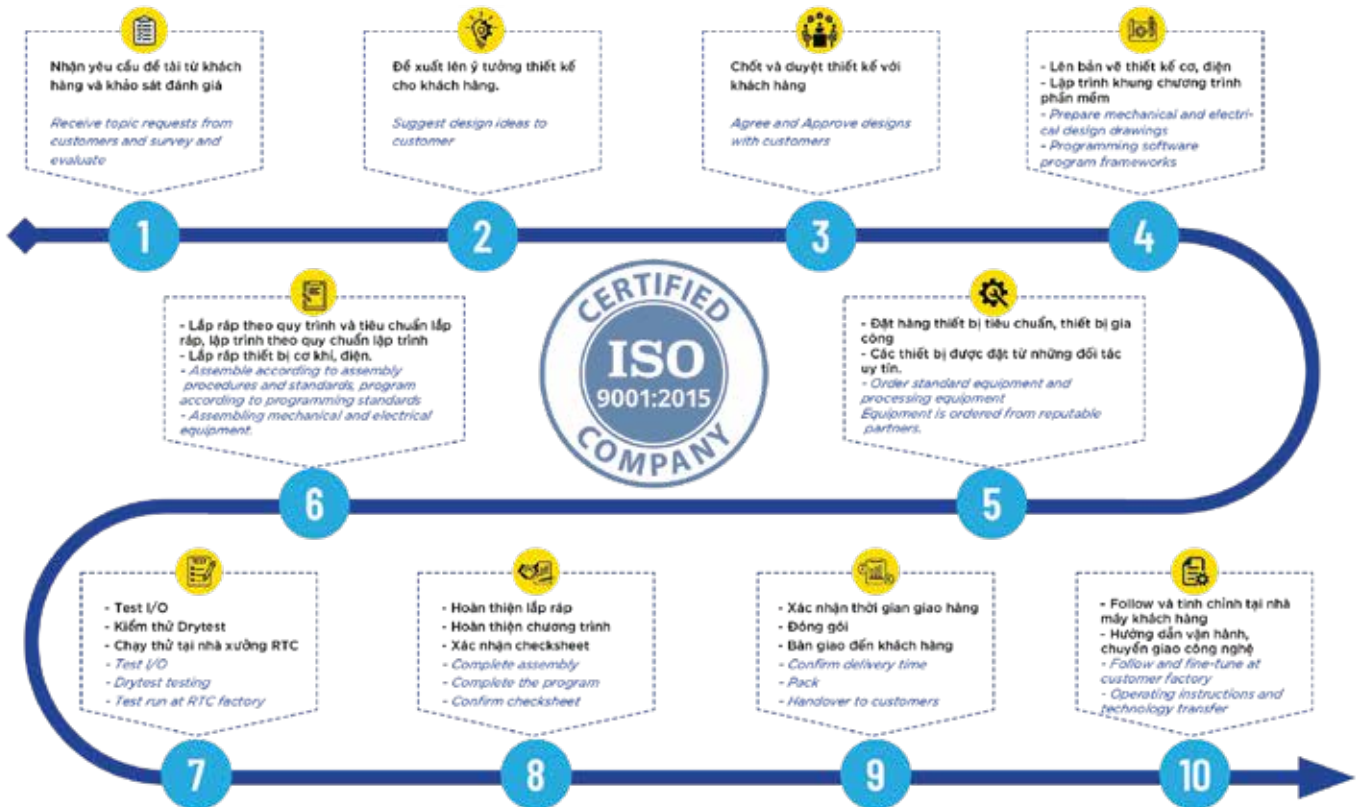 Nhận yêu cầu đề tài từ khách
hàng và khảo sát đánh giá
Receive topic requests from
customers and survey and
evaluate
1
Đề xuất lên ý tưởng thiết kế
cho khách hàng.
Suggest design ideas to
customer
2
Chốt và duyệt thiết kế với
khách hàng
Agree and Approve designs
with customers
3
- Lên bản vẽ thiết kế cơ, điện
- Lập trình khung chương trình
phần mềm
- Prepare mechanical and electri-
cal design drawings
- Programming software
program frameworks
4
- Đặt hàng thiết bị tiêu chuẩn, thiết bị gia
công
- Các thiết bị được đặt từ những đối tác
uy tín.
- Order standard equipment and
processing equipment
Equipment is ordered from reputable
partners.
5
CERTIFIED
ISO
9001:2015
COMPANY
- Lắp ráp theo quy trình và tiêu chuẩn lắp
ráp, lập trình theo quy chuẩn lập trình
- Lắp ráp thiết bị cơ khí, điện.
- Assemble according to assembly
procedures and standards, program
according to programming standards
- Assembling mechanical and electrical
equipment.
6
- Test I/O
- Kiểm thử Drytest
- Chạy thử tại nhà xưởng RTC
- Test I/O
- Drytest testing
- Test run at RTC factory
7
- Hoàn thiện lắp ráp
- Hoàn thiện chương trình
- Xác nhận checksheet
- Complete assembly
- Complete the program
- Confirm checksheet
8
- Xác nhận thời gian giao hàng
- Đóng gói
- Bàn giao đến khách hàng
- Confirm delivery time
- Pack
- Handover to customers
9
- Follow và tinh chỉnh tại nhà
máy khách hàng
- Hướng dẫn vận hành,
chuyển giao công nghệ
- Follow and fine-tune at
customer factory
- Operating instructions and
technology transfer
10